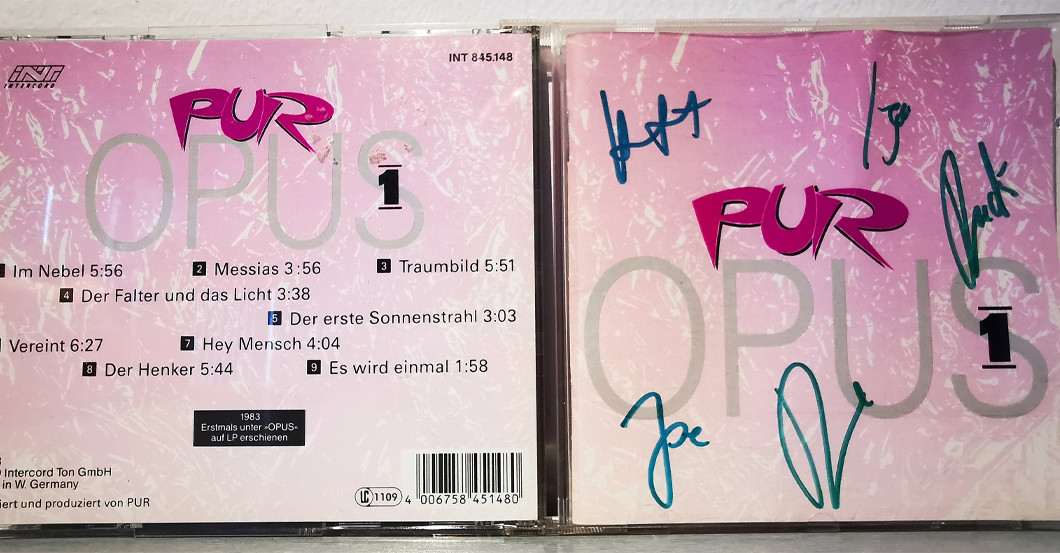 INT
INTERCORD
INT 845.148
PUR
OPUS
1
Im Nebel 5:56
2 Messias 3:56
3 Traumbild 5:51
4 Der Falter und das Licht 3:38
5 Der erste Sonnenstrahl 3:03
Vereint 6:27
7 Hey Mensch 4:04
8 Der Henker 5:44
9 Es wird einmal 1:58
1983
Erstmals unter »OPUS«
auf LP erschienen
Intercord Ton GmbH
in W. Germany
iert und produziert von PUR
LC 1109
4 006758 451480
PUR
OPUS
1
Joe